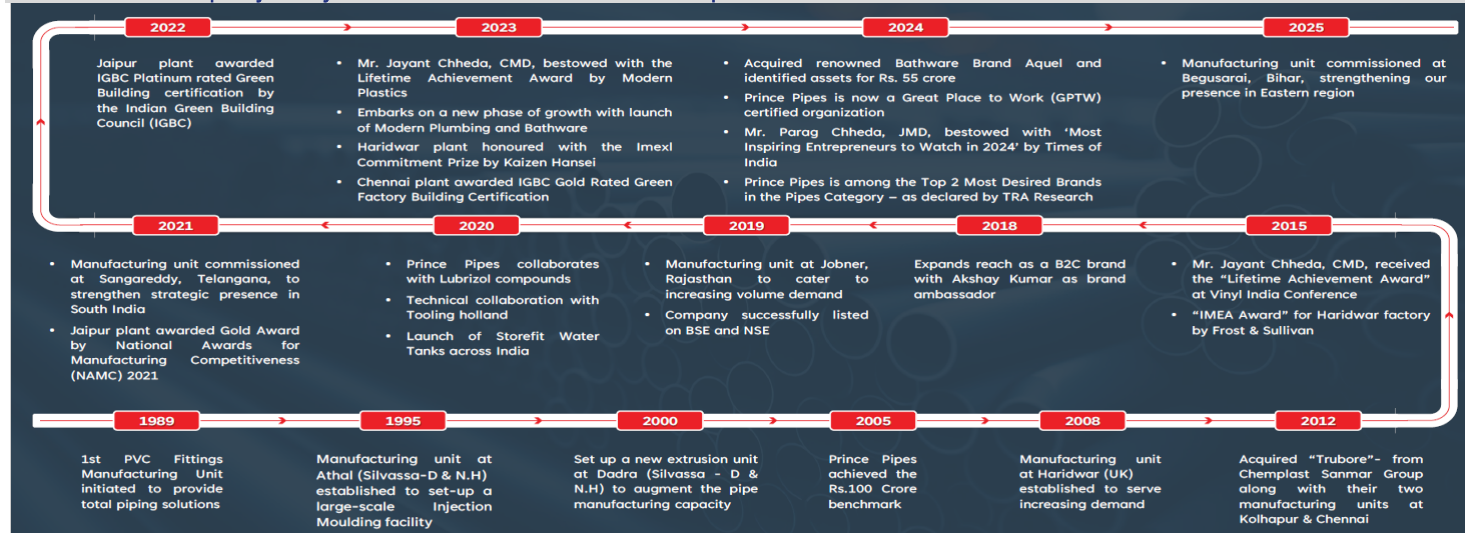 2022
2023
2024
2025
Jaipur plant awarded
IGBC Platinum rated Green
Building certification by
the Indian Green Building
Council (IGBC)
• Mr. Jayant Chheda, CMD, bestowed with the
Lifetime Achievement Award by Modern
Plastics
• Embarks on a new phase of growth with launch
of Modern Plumbing and Bathware
• Haridwar plant honoured with the Imexl
Commitment Prize by Kaizen Hansei
• Chennai plant awarded IGBC Gold Rated Green
Factory Building Certification
• Acquired renowned Bathware Brand Aquel and
identified assets for Rs. 55 crore
• Prince Pipes is now a Great Place to Work (GPTW)
certified organization
• Mr. Parag Chheda, JMD, bestowed with ‘Most
Inspiring Entrepreneurs to Watch in 2024’ by Times of
India
• Prince Pipes is among the Top 2 Most Desired Brands
in the Pipes Category – as declared by TRA Research
• Manufacturing unit commissioned at
Begusarai, Bihar, strengthening our
presence in Eastern region
2021
2020
2019
2018
2015
• Manufacturing unit commissioned
at Sangareddy, Telangana, to
strengthen strategic presence in
South India
• Jaipur plant awarded Gold Award
by National Awards for
Manufacturing Competitiveness
(NAMC) 2021
• Prince Pipes collaborates
with Lubrizol compounds
• Technical collaboration with
Tooling holland
• Launch of Storefit Water
Tanks across India
• Manufacturing unit at Jobner,
Rajasthan to cater to
increasing volume demand
• Company successfully listed
on BSE and NSE
Expands reach as a B2C brand
with Akshay Kumar as brand
ambassador
• Mr. Jayant Chheda, CMD, received
the “Lifetime Achievement Award”
at Vinyl India Conference
• “IMEA Award” for Haridwar factory
by Frost & Sullivan
1989
1995
2000
2005
2008
2012
1st PVC Fittings
Manufacturing Unit
initiated to provide
total piping solutions
Manufacturing unit at
Athal (Silvassa-D & N.H)
established to set-up a
large-scale Injection
Moulding facility
Set up a new extrusion unit
at Dadra (Silvassa - D &
N.H) to augment the pipe
manufacturing capacity
Prince Pipes
achieved the
Rs.100 Crore
benchmark
Manufacturing unit
at Haridwar (UK)
established to serve
increasing demand
Acquired “Trubore”- from
Chemplast Sanmar Group
along with their two
manufacturing units at
Kolhapur & Chennai